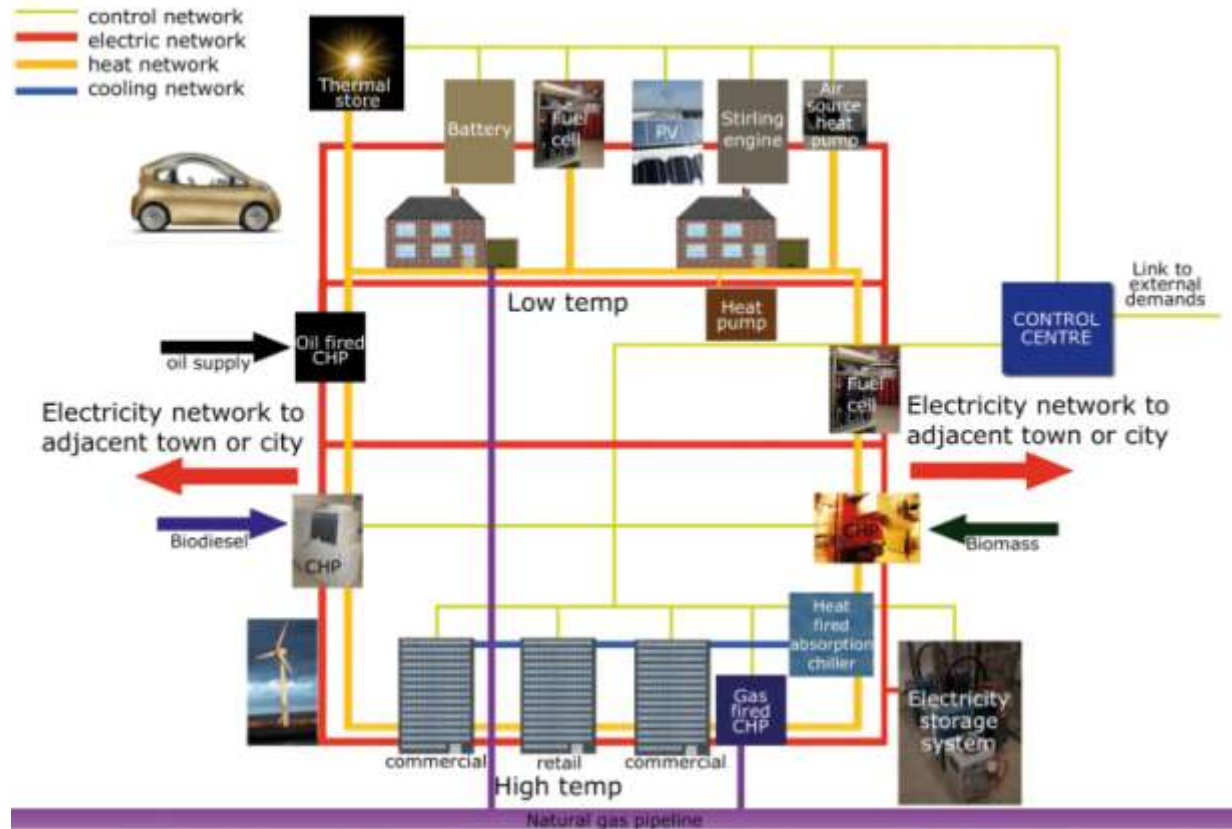 control network
electric network
heat network
cooling network
Thermal
store
Battery
Fuel
cell
PV
Stirling
engine
Air
source
heat
pump
Low temp
Heat
pump
Link to
external
demands
CONTROL
CENTRE
Oil fired
CHP
oil supply
Fuel
cell
Electricity network to
adjacent town or city
Electricity network to
adjacent town or city
Biodiesel
CHP
CHP
Biomass
Heat
fired
absorption
chiller
Gas
fired
CHP
Electricity
storage
system
commercial
retail
commercial
High temp
Natural gas pipeline